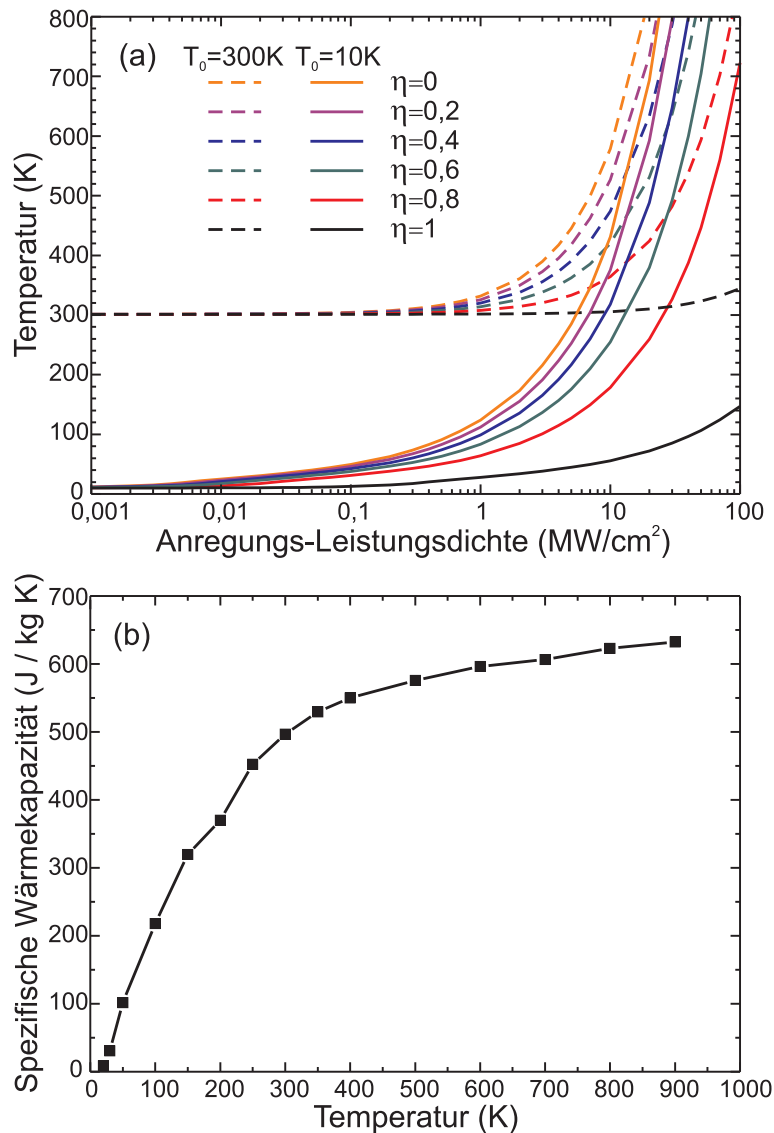 (a)
T0=300K T0=10K
η=0
η=0,2
η=0,4
η=0,6
η=0,8
η=1
800
700
600
500
400
300
200
100
0
Temperatur (K)
0,001 0,01 0,1 1 10 100
Anregungs-Leistungsdichte (MW/cm²)
(b)
700
600
500
400
300
200
100
0
Spezifische Wärmekapazität (J / kg K)
0 100 200 300 400 500 600 700 800 900 1000
Temperatur (K)